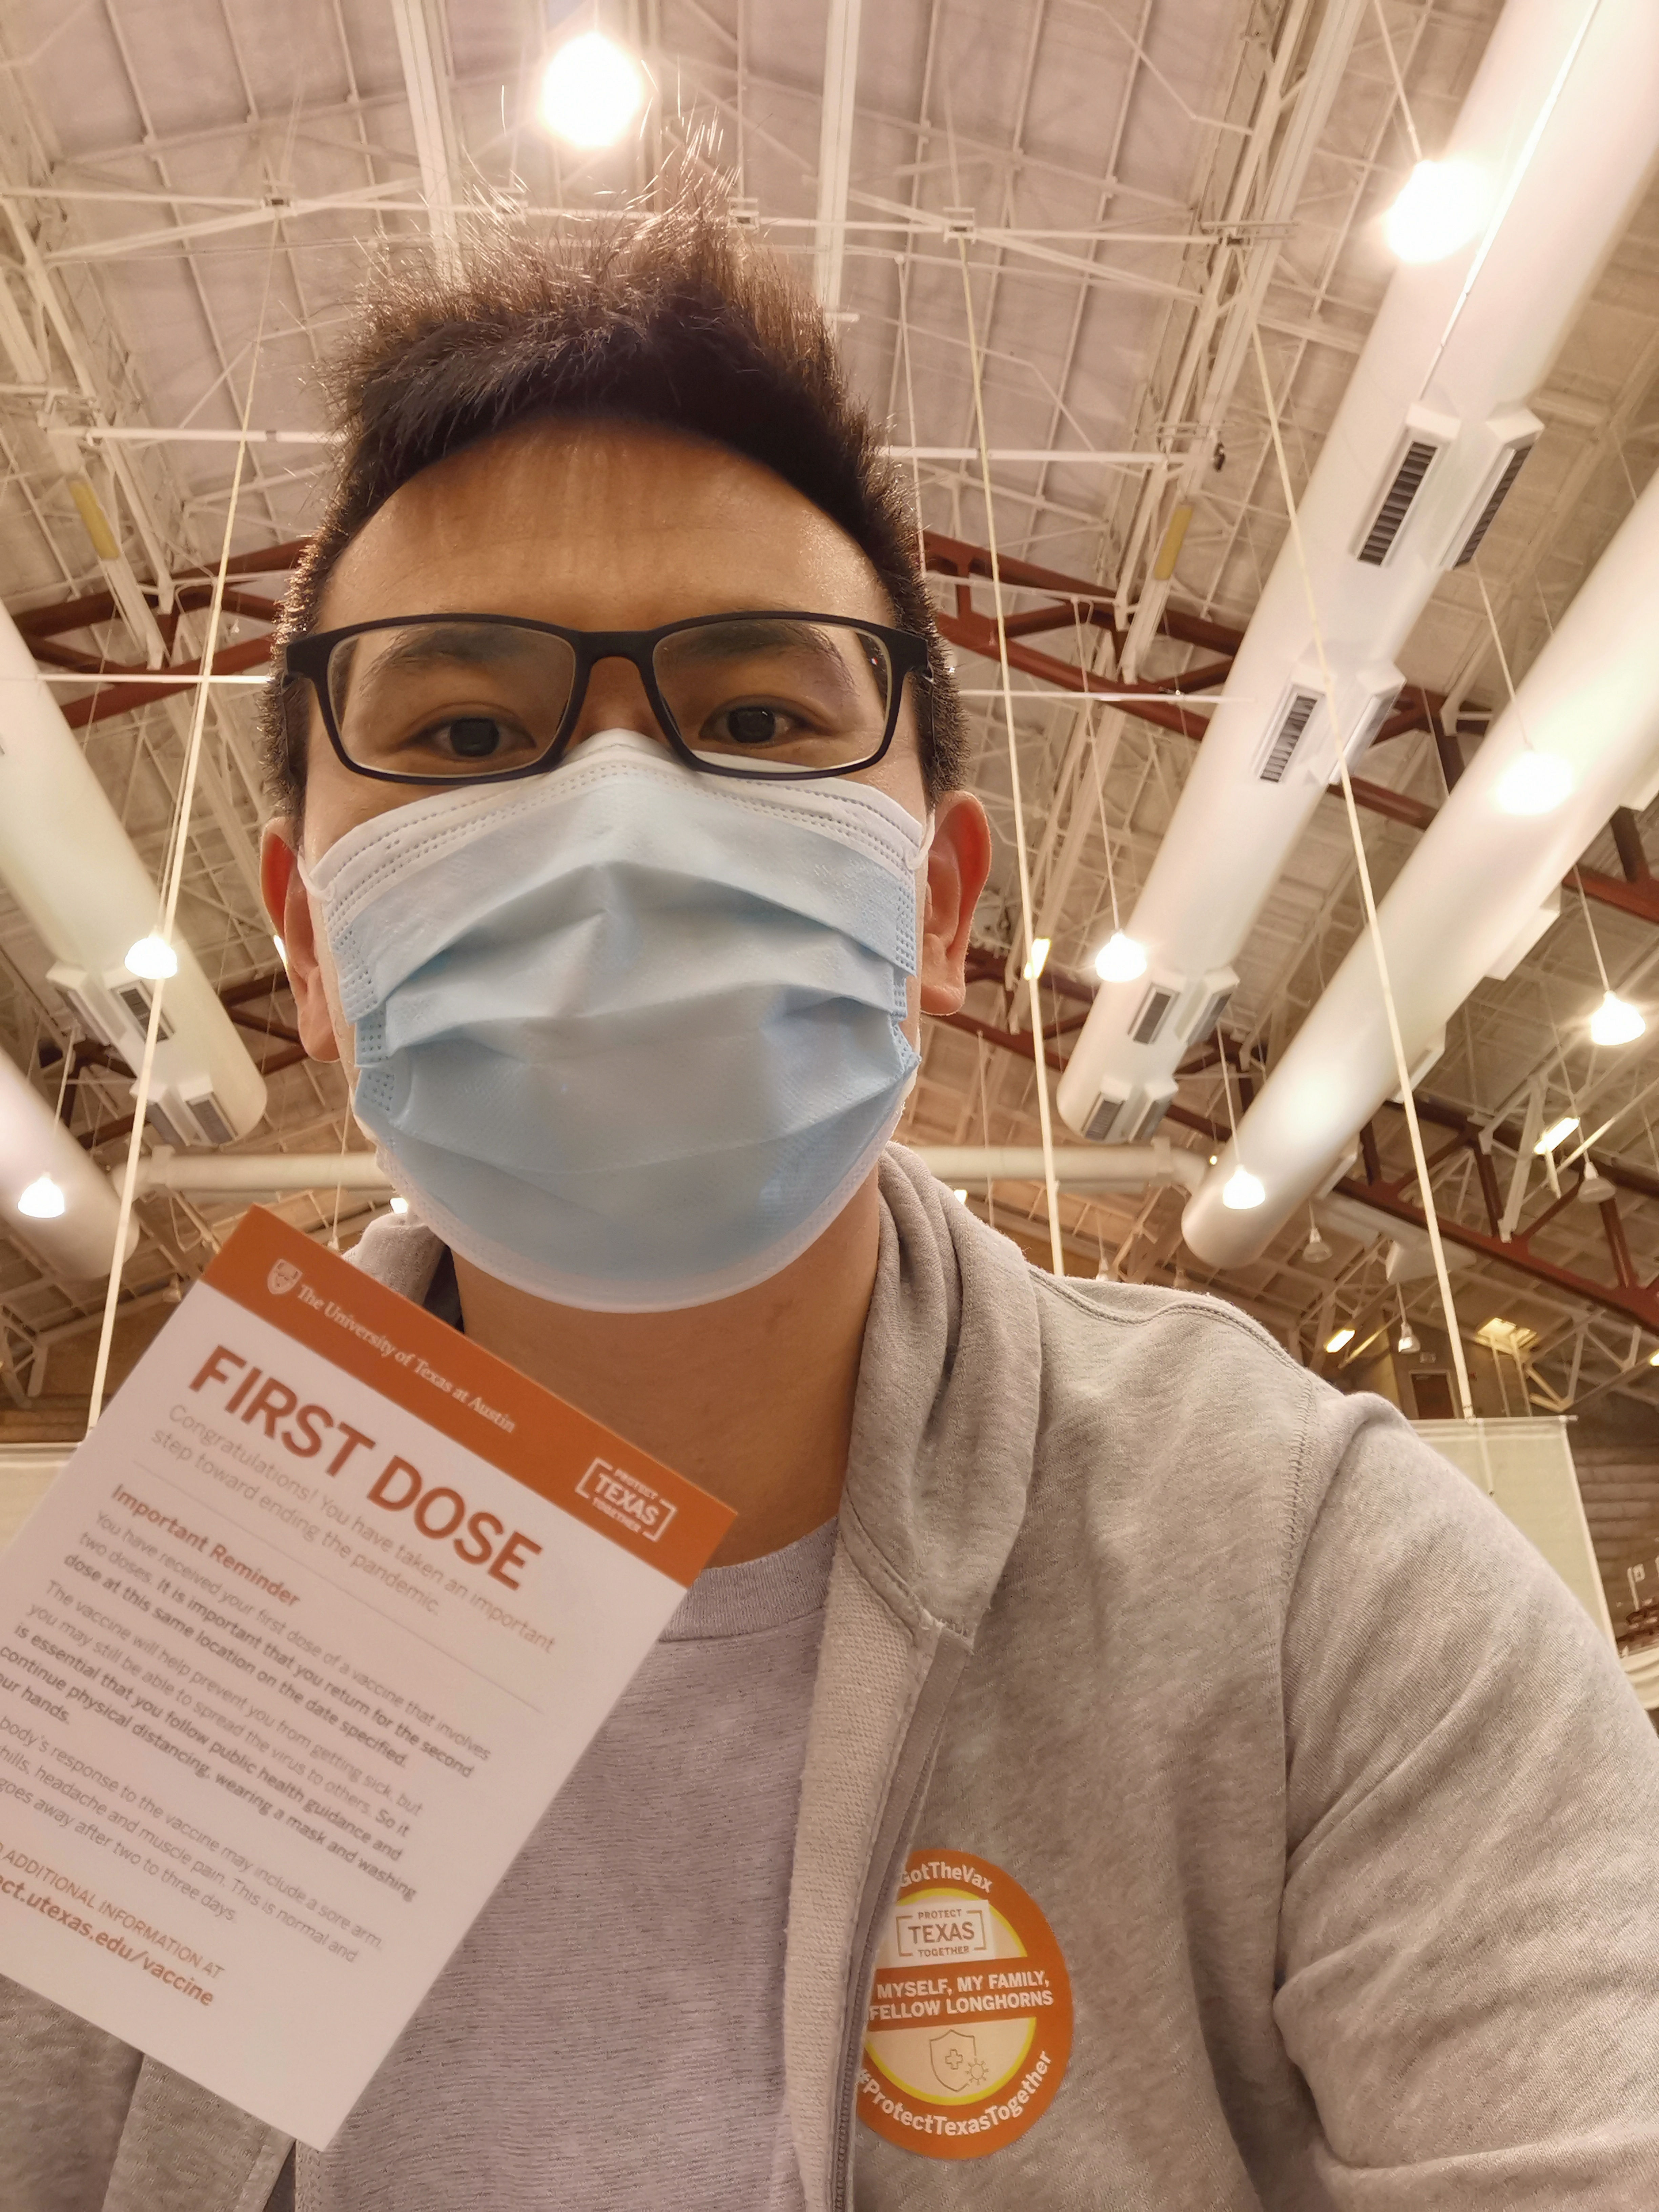 The University of Texas at Austin
PROTECT
TEXAS
TOGETHER
FIRST DOSE
Congratulations! You have taken an important
step toward ending the pandemic.
Important Reminder
You have received your first dose of a vaccine that involves
two doses. It is important that you return for the second
dose at this same location on the date specified.
The vaccine will help prevent you from getting sick, but
you may still be able to spread the virus to others. So it
is essential that you follow public health guidance and
continue physical distancing, wearing a mask and washing
hands.
body's response to the vaccine may include a sore arm,
headache and muscle pain. This is normal and
goes away after two to three days.
ADDITIONAL INFORMATION AT
ect.utexas.edu/vaccine
GotTheVax
PROTECT
TEXAS
TOGETHER
MYSELF, MY FAMILY,
FELLOW LONGHORNS
#ProtectTexasTogether